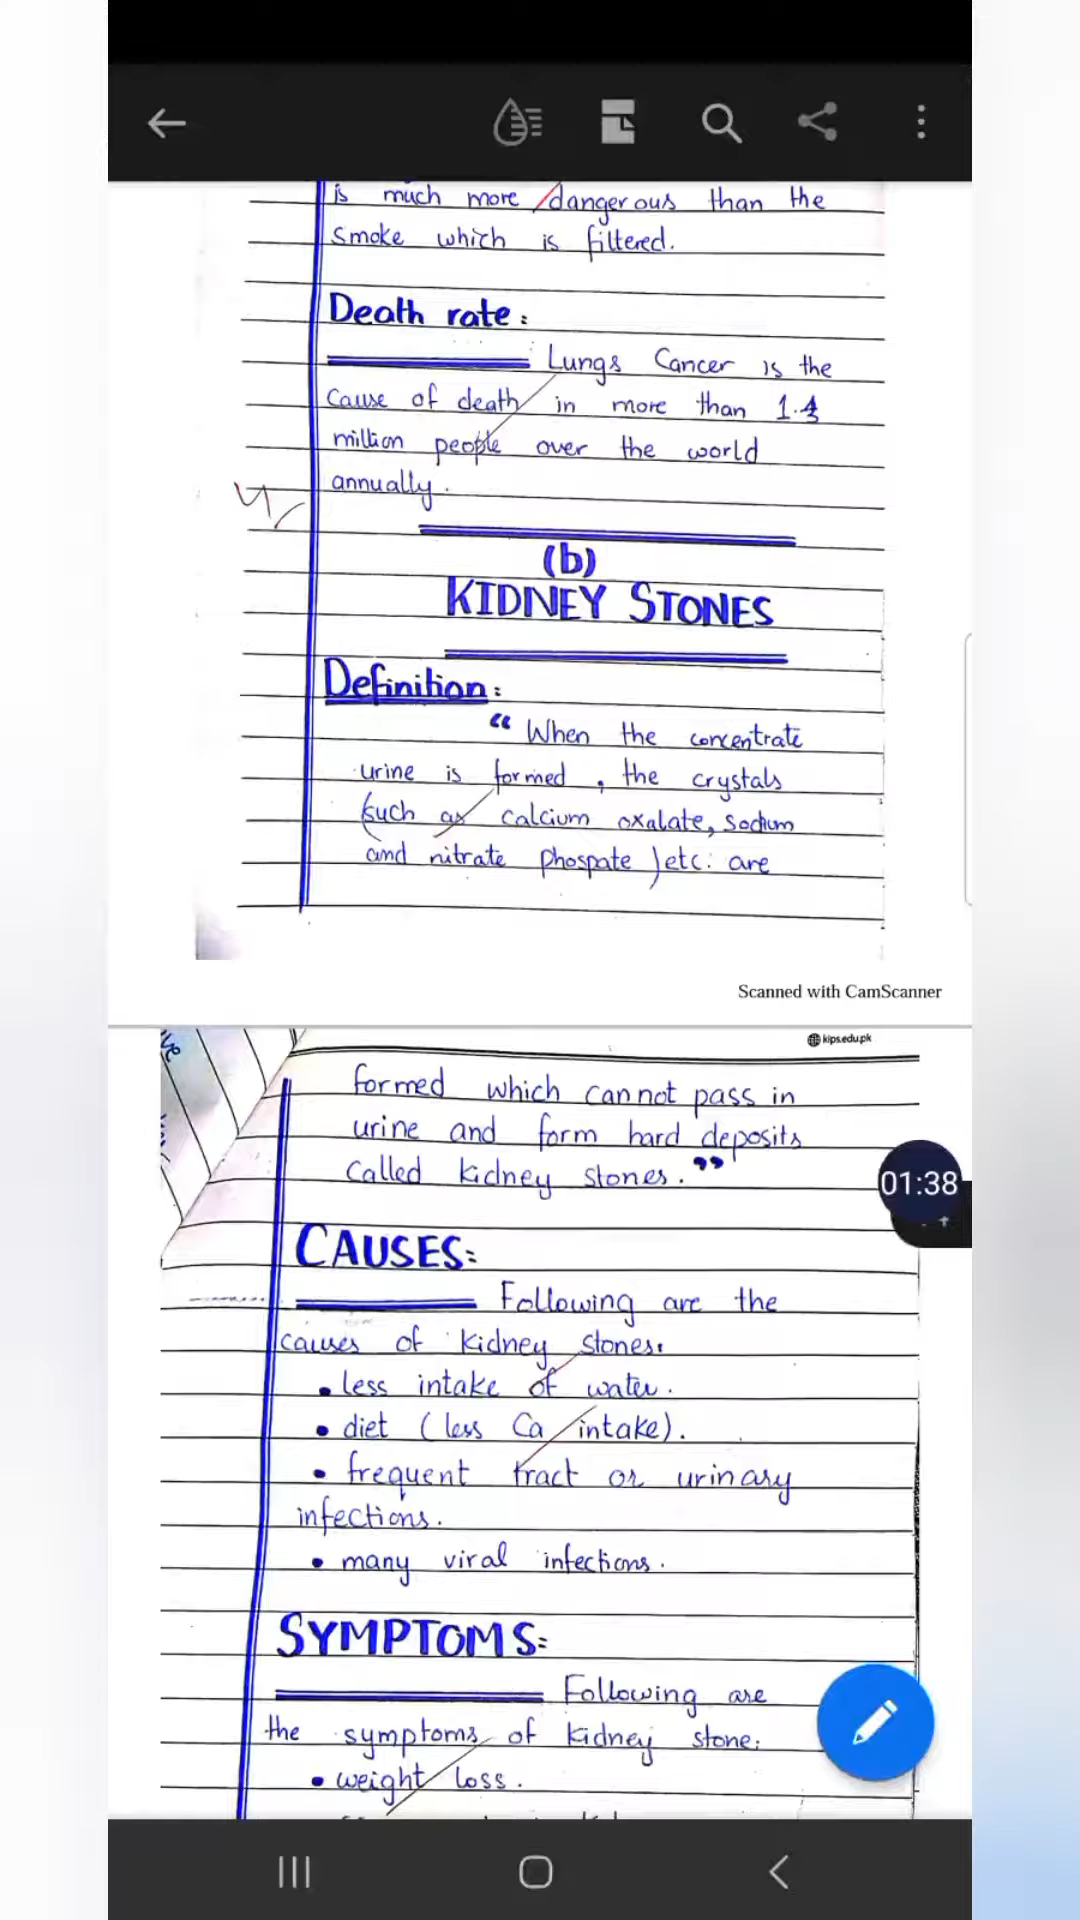 is much more dangerous than the
smoke which is filtered.
Death rate:
Lungs Cancer is the
cause of death in more than 1.4
million people over the world
annually.
(b)
KIDNEY STONES
Definition:
“ When the concentrate
urine is formed, the crystals
(such as calcium oxalate, sodium
and nitrate phospate ) etc: are
Scanned with CamScanner
kips.edu.pk
formed which cannot pass in
urine and form hard deposits
called kidney stones. ”
01:38
CAUSES:
Following are the
causes of kidney stones:
• less intake of water.
• diet (less Ca intake).
• frequent tract or urinary
infections.
• many viral infections.
SYMPTOMS:
Following are
the symptoms of kidney stone:
• weight loss.